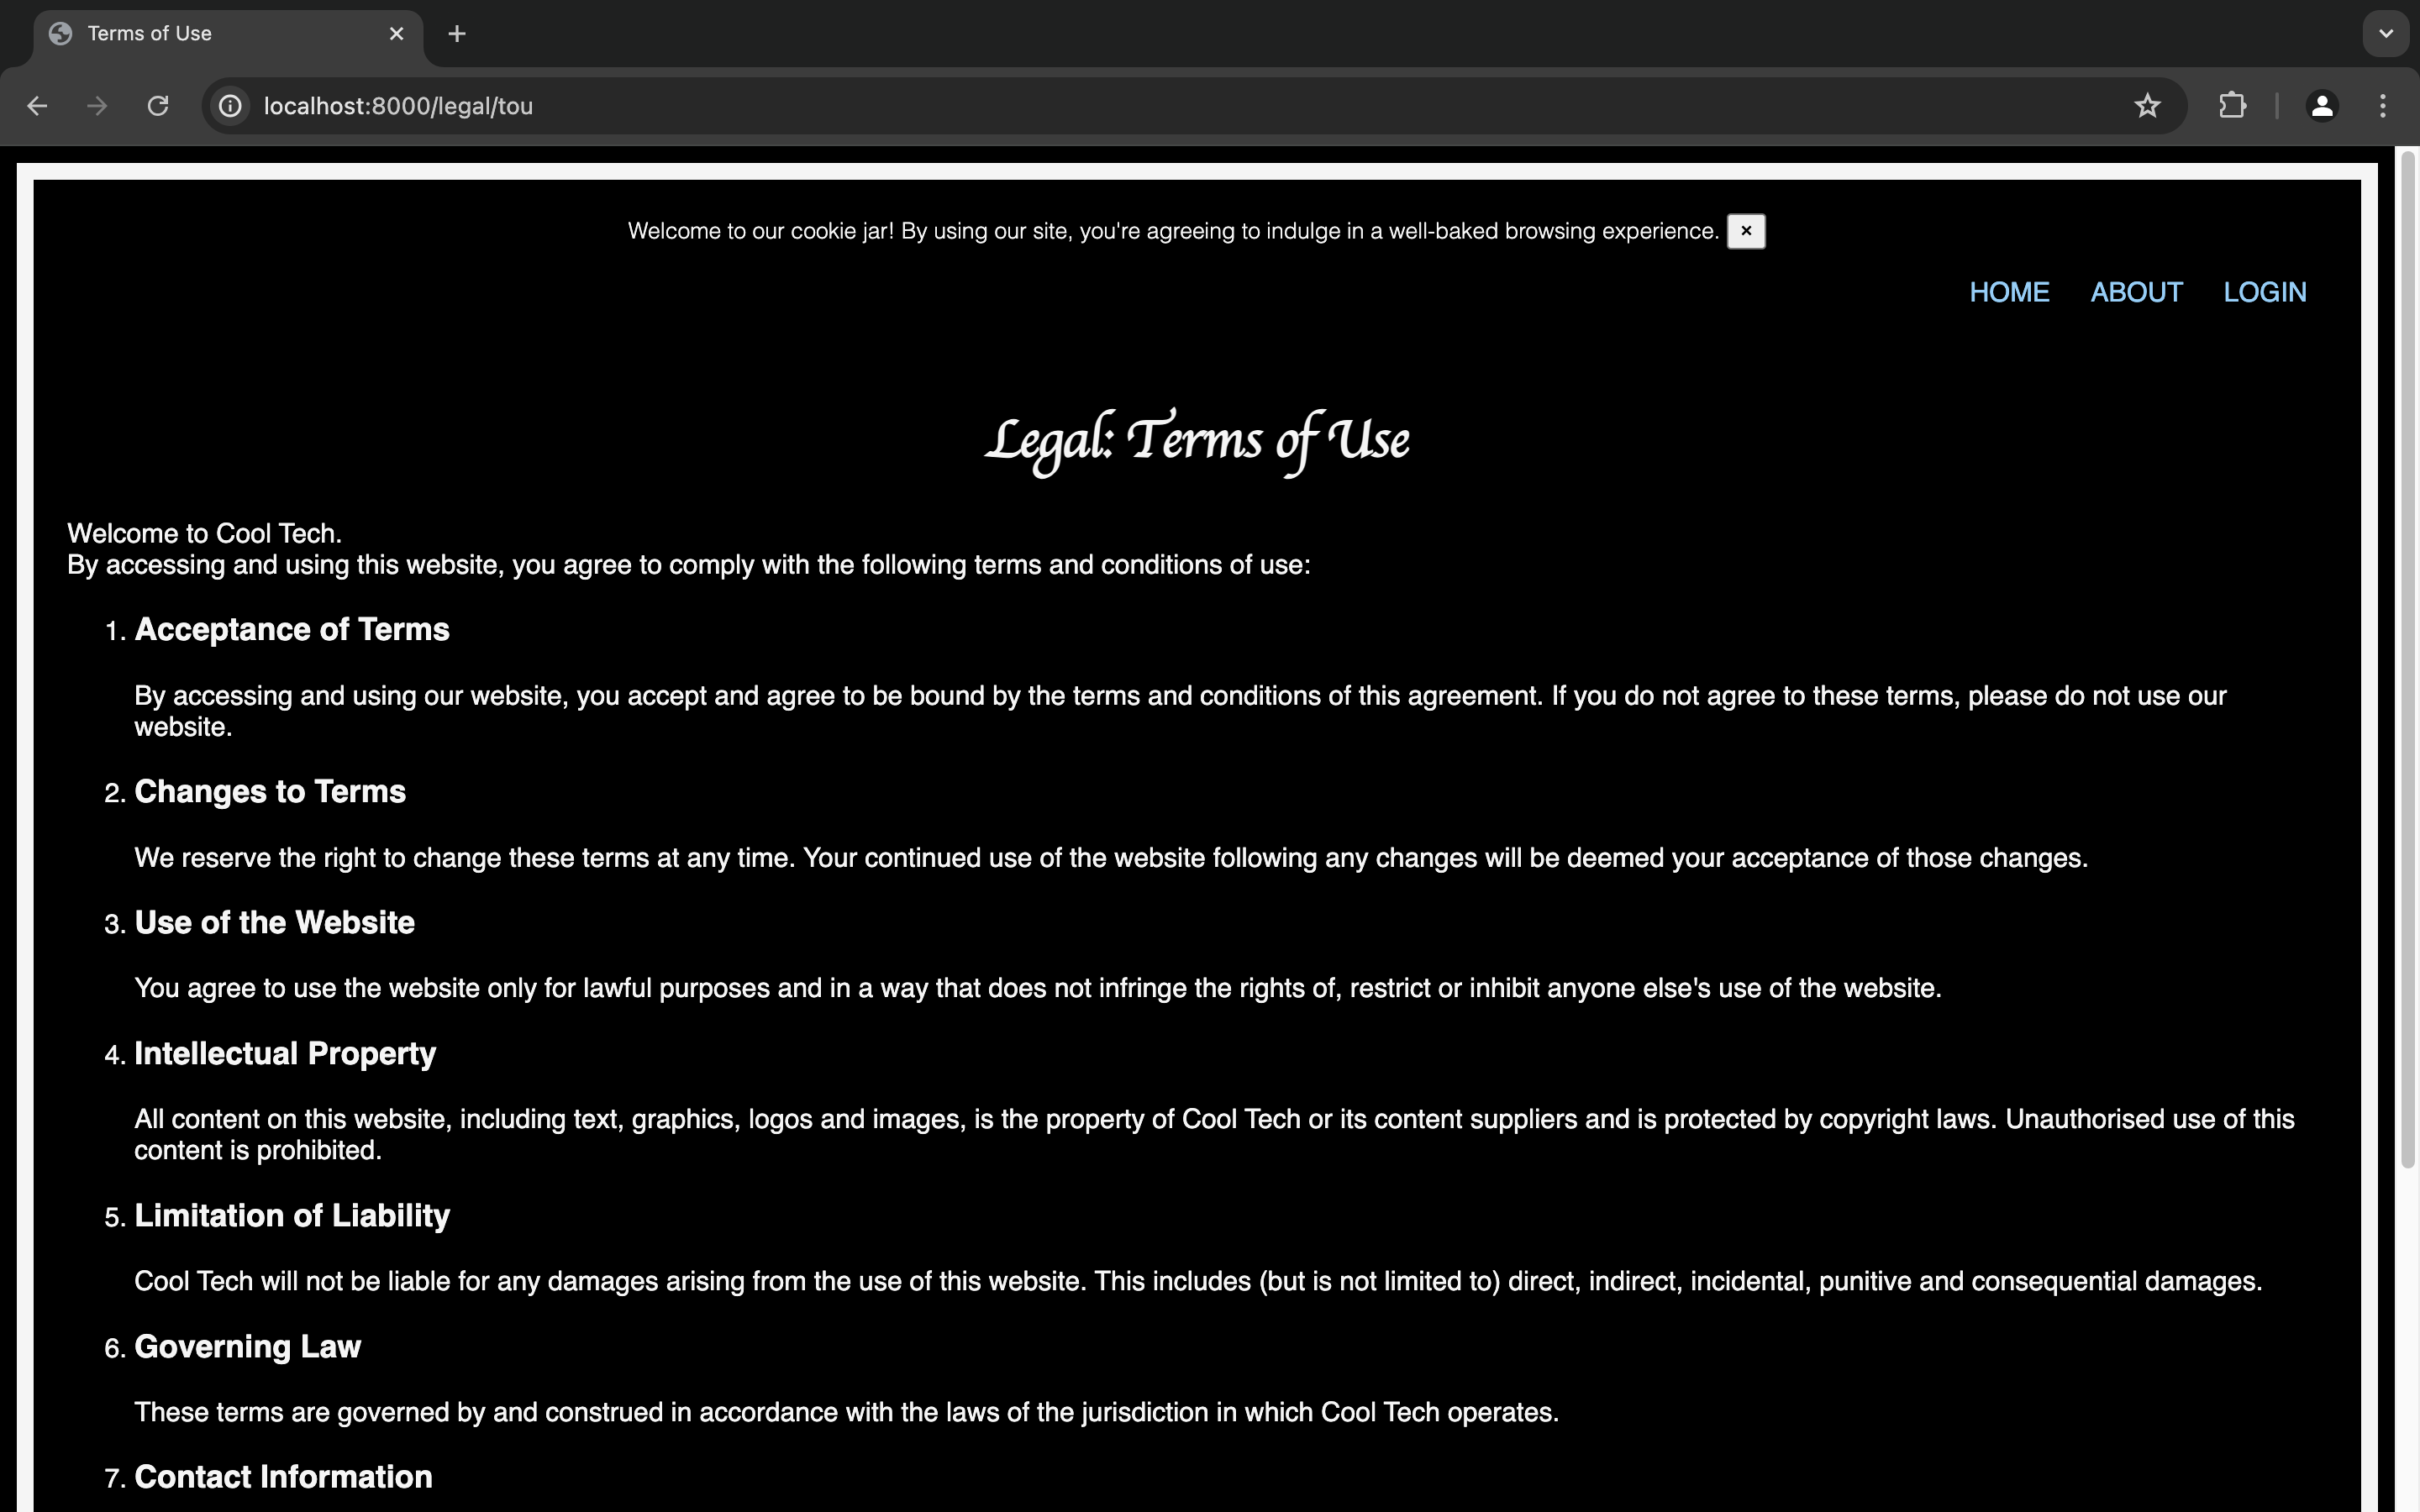 Terms of Use
localhost:8000/legal/tou
Welcome to our cookie jar! By using our site, you're agreeing to indulge in a well-baked browsing experience. ×
HOME ABOUT LOGIN
Legal: Terms of Use
Welcome to Cool Tech.
By accessing and using this website, you agree to comply with the following terms and conditions of use:
1. Acceptance of Terms
By accessing and using our website, you accept and agree to be bound by the terms and conditions of this agreement. If you do not agree to these terms, please do not use our
website.
2. Changes to Terms
We reserve the right to change these terms at any time. Your continued use of the website following any changes will be deemed your acceptance of those changes.
3. Use of the Website
You agree to use the website only for lawful purposes and in a way that does not infringe the rights of, restrict or inhibit anyone else's use of the website.
4. Intellectual Property
All content on this website, including text, graphics, logos and images, is the property of Cool Tech or its content suppliers and is protected by copyright laws. Unauthorised use of this
content is prohibited.
5. Limitation of Liability
Cool Tech will not be liable for any damages arising from the use of this website. This includes (but is not limited to) direct, indirect, incidental, punitive and consequential damages.
6. Governing Law
These terms are governed by and construed in accordance with the laws of the jurisdiction in which Cool Tech operates.
7. Contact Information